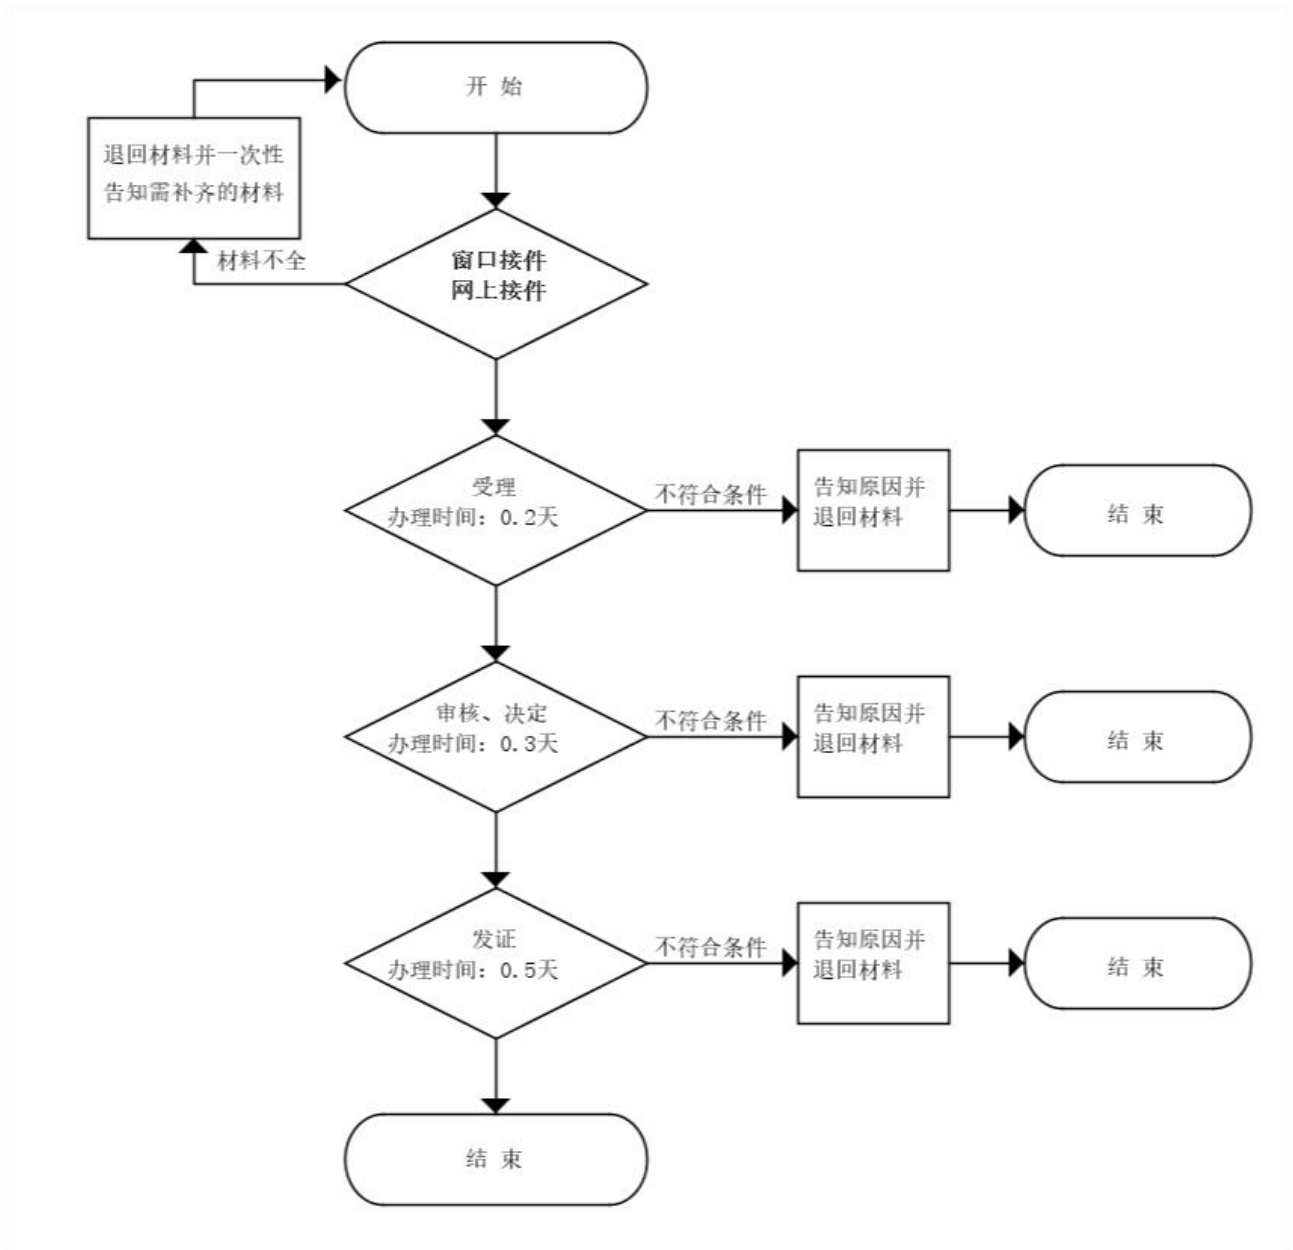 开 始
退回材料并一次性
告知需补齐的材料
材料不全
窗口接件
网上接件
受理
办理时间：0.2天
不符合条件
告知原因并
退回材料
结 束
审核、决定
办理时间：0.3天
不符合条件
告知原因并
退回材料
结 束
发证
办理时间：0.5天
不符合条件
告知原因并
退回材料
结 束
结 束